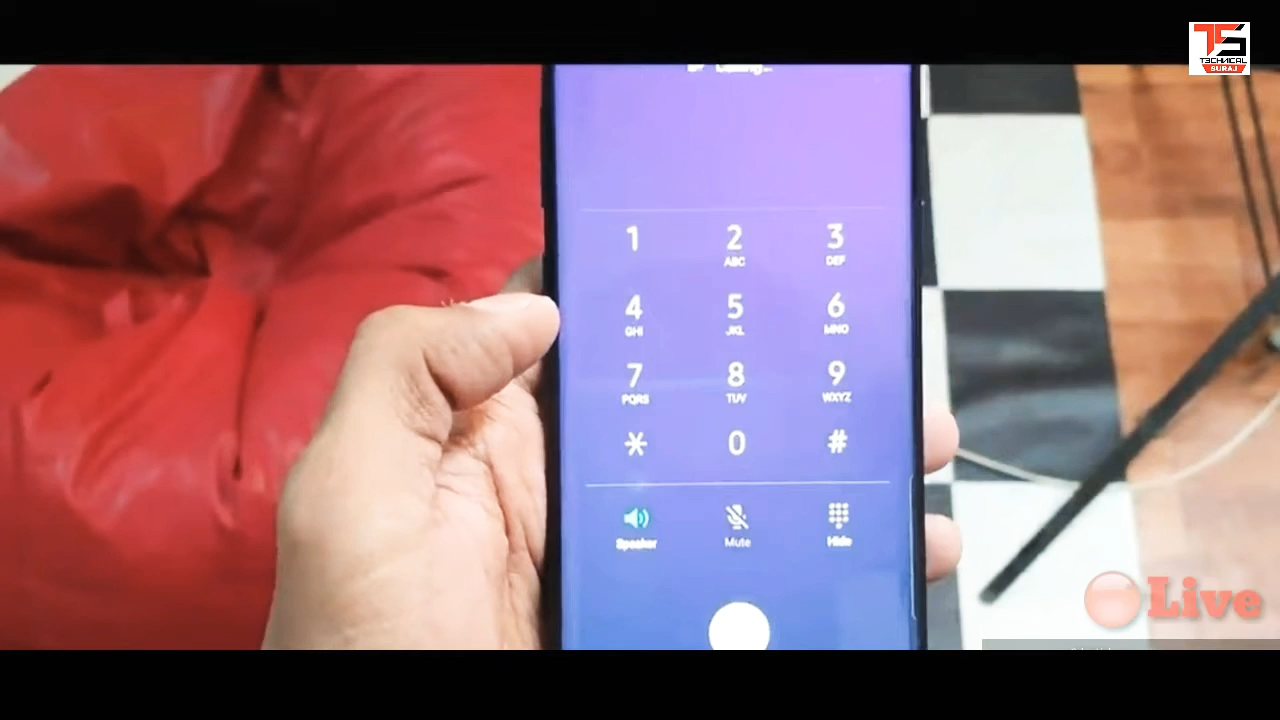 TS
TECHNICAL
SURAJ
1 2 3
ABC DEF
4 5 6
GHI JKL MNO
7 8 9
PQRS TUV WXYZ
* 0 #
Speaker Mute Hide
Live